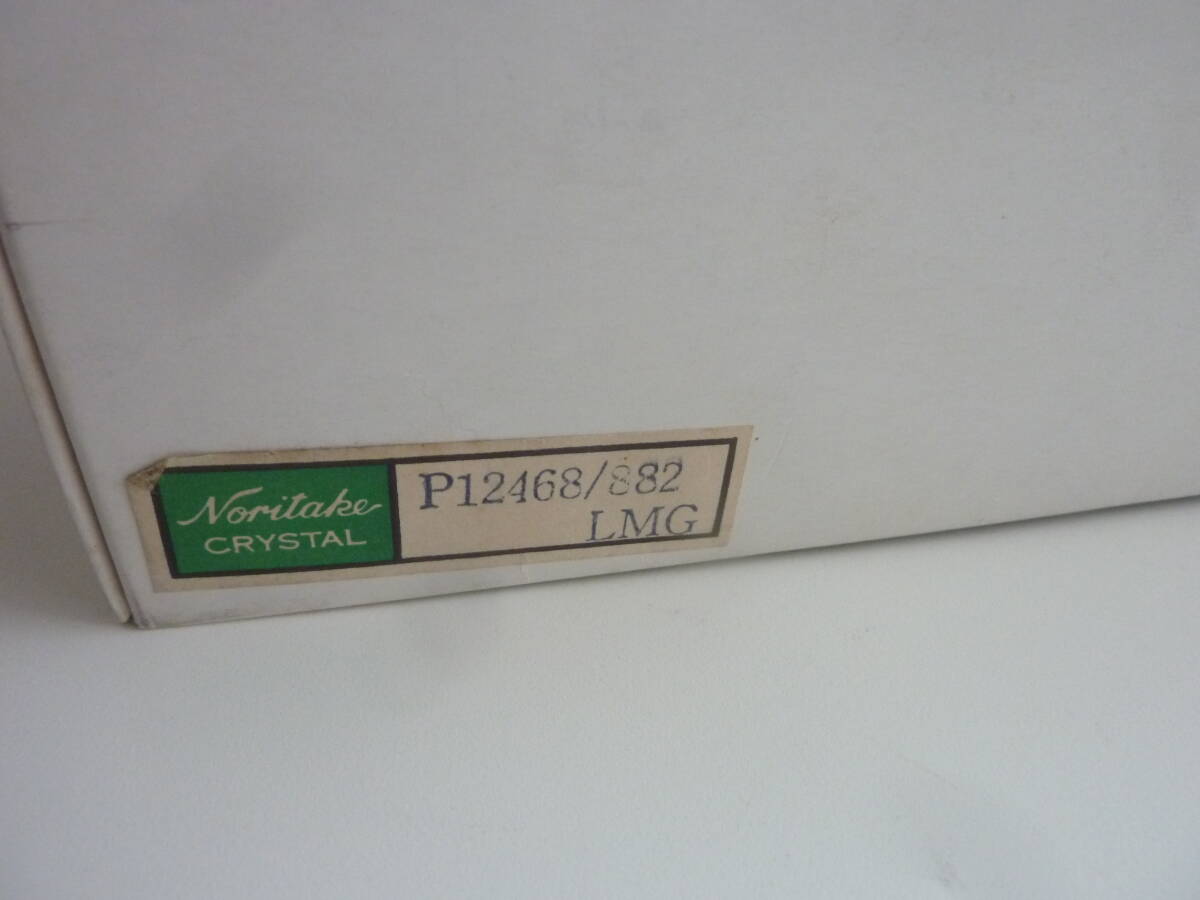 Noritake
CRYSTAL
P12468/882
LMG